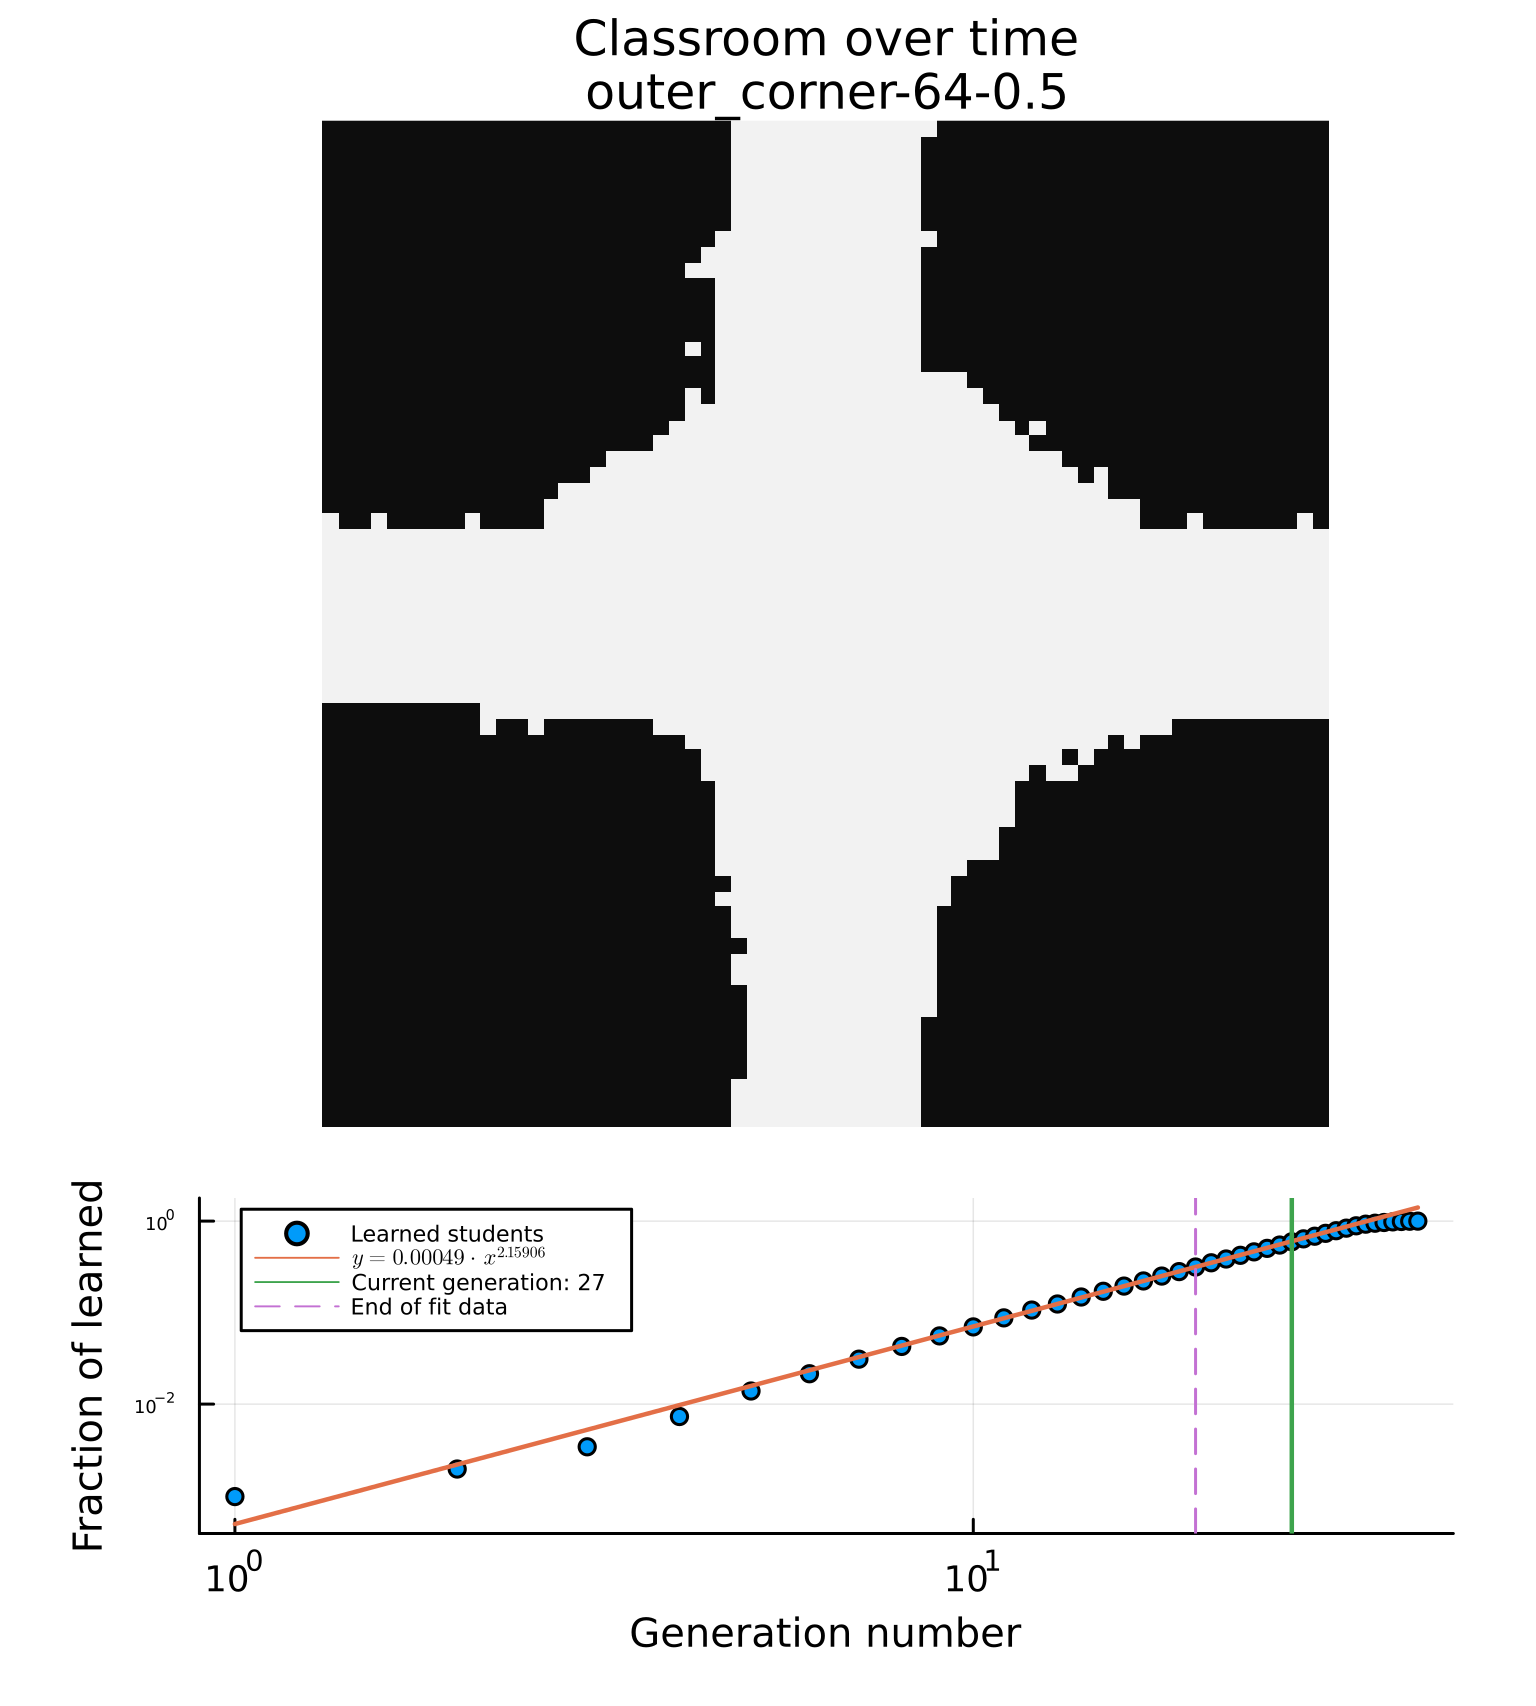 Classroom over time
outer_corner-64-0.5
Fraction of learned
10^0
10^-2
Learned students
y = 0.00049 · x^2.15906
Current generation: 27
End of fit data
10^0
10^1
Generation number